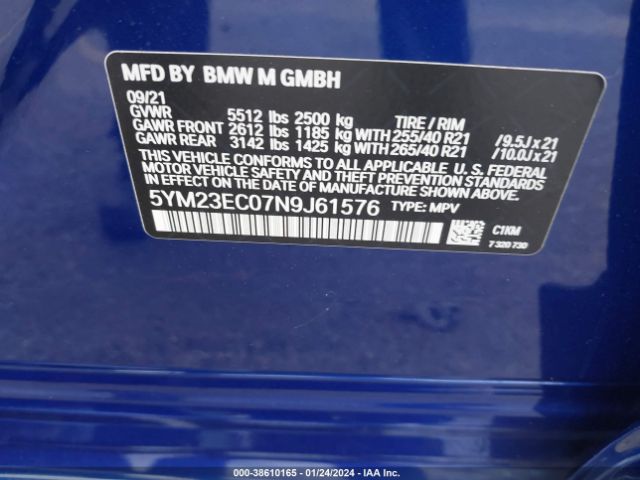 MFD BY BMW M GMBH
09/21
GVWR 5512 lbs 2500 kg TIRE / RIM
GAWR FRONT 2612 lbs 1185 kg WITH 255/40 R21 / 9.5J x 21
GAWR REAR 3142 lbs 1425 kg WITH 265/40 R21 / 10.0J x 21
THIS VEHICLE CONFORMS TO ALL APPLICABLE U. S. FEDERAL
MOTOR VEHICLE SAFETY AND THEFT PREVENTION STANDARDS
IN EFFECT ON THE DATE OF MANUFACTURE SHOWN ABOVE.
5YM23EC07N9J61576 TYPE: MPV
C1KM
7 320 730
000-38610165 - 01/24/2024 - IAA Inc.